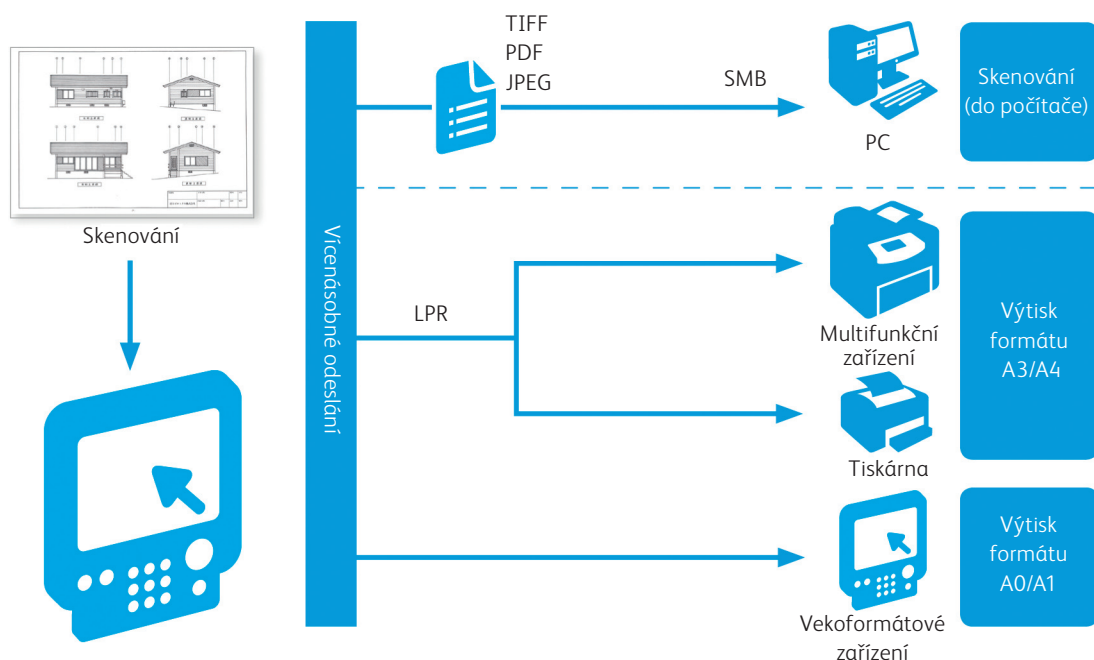 Skenování
Vícenásobné odeslání
TIFF
PDF
JPEG
SMB
PC
Skenování
(do počítače)
LPR
Multifunkční
zařízení
Tiskárna
Výtisk
formátu
A3/A4
Vekoformátové
zařízení
Výtisk
formátu
A0/A1